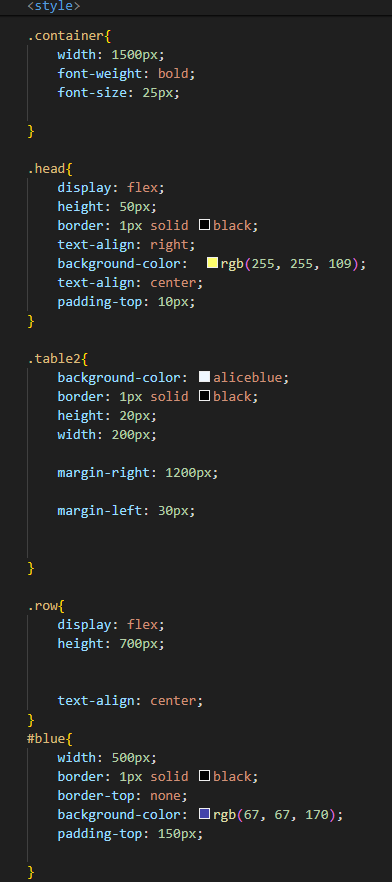 <style>
.container{
width: 1500px;
font-weight: bold;
font-size: 25px;
}
.head{
display: flex;
height: 50px;
border: 1px solid black;
text-align: right;
background-color: rgb(255, 255, 109);
text-align: center;
padding-top: 10px;
}
.table2{
background-color: aliceblue;
border: 1px solid black;
height: 20px;
width: 200px;
margin-right: 1200px;
margin-left: 30px;
}
.row{
display: flex;
height: 700px;
text-align: center;
}
#blue{
width: 500px;
border: 1px solid black;
border-top: none;
background-color: rgb(67, 67, 170);
padding-top: 150px;
}